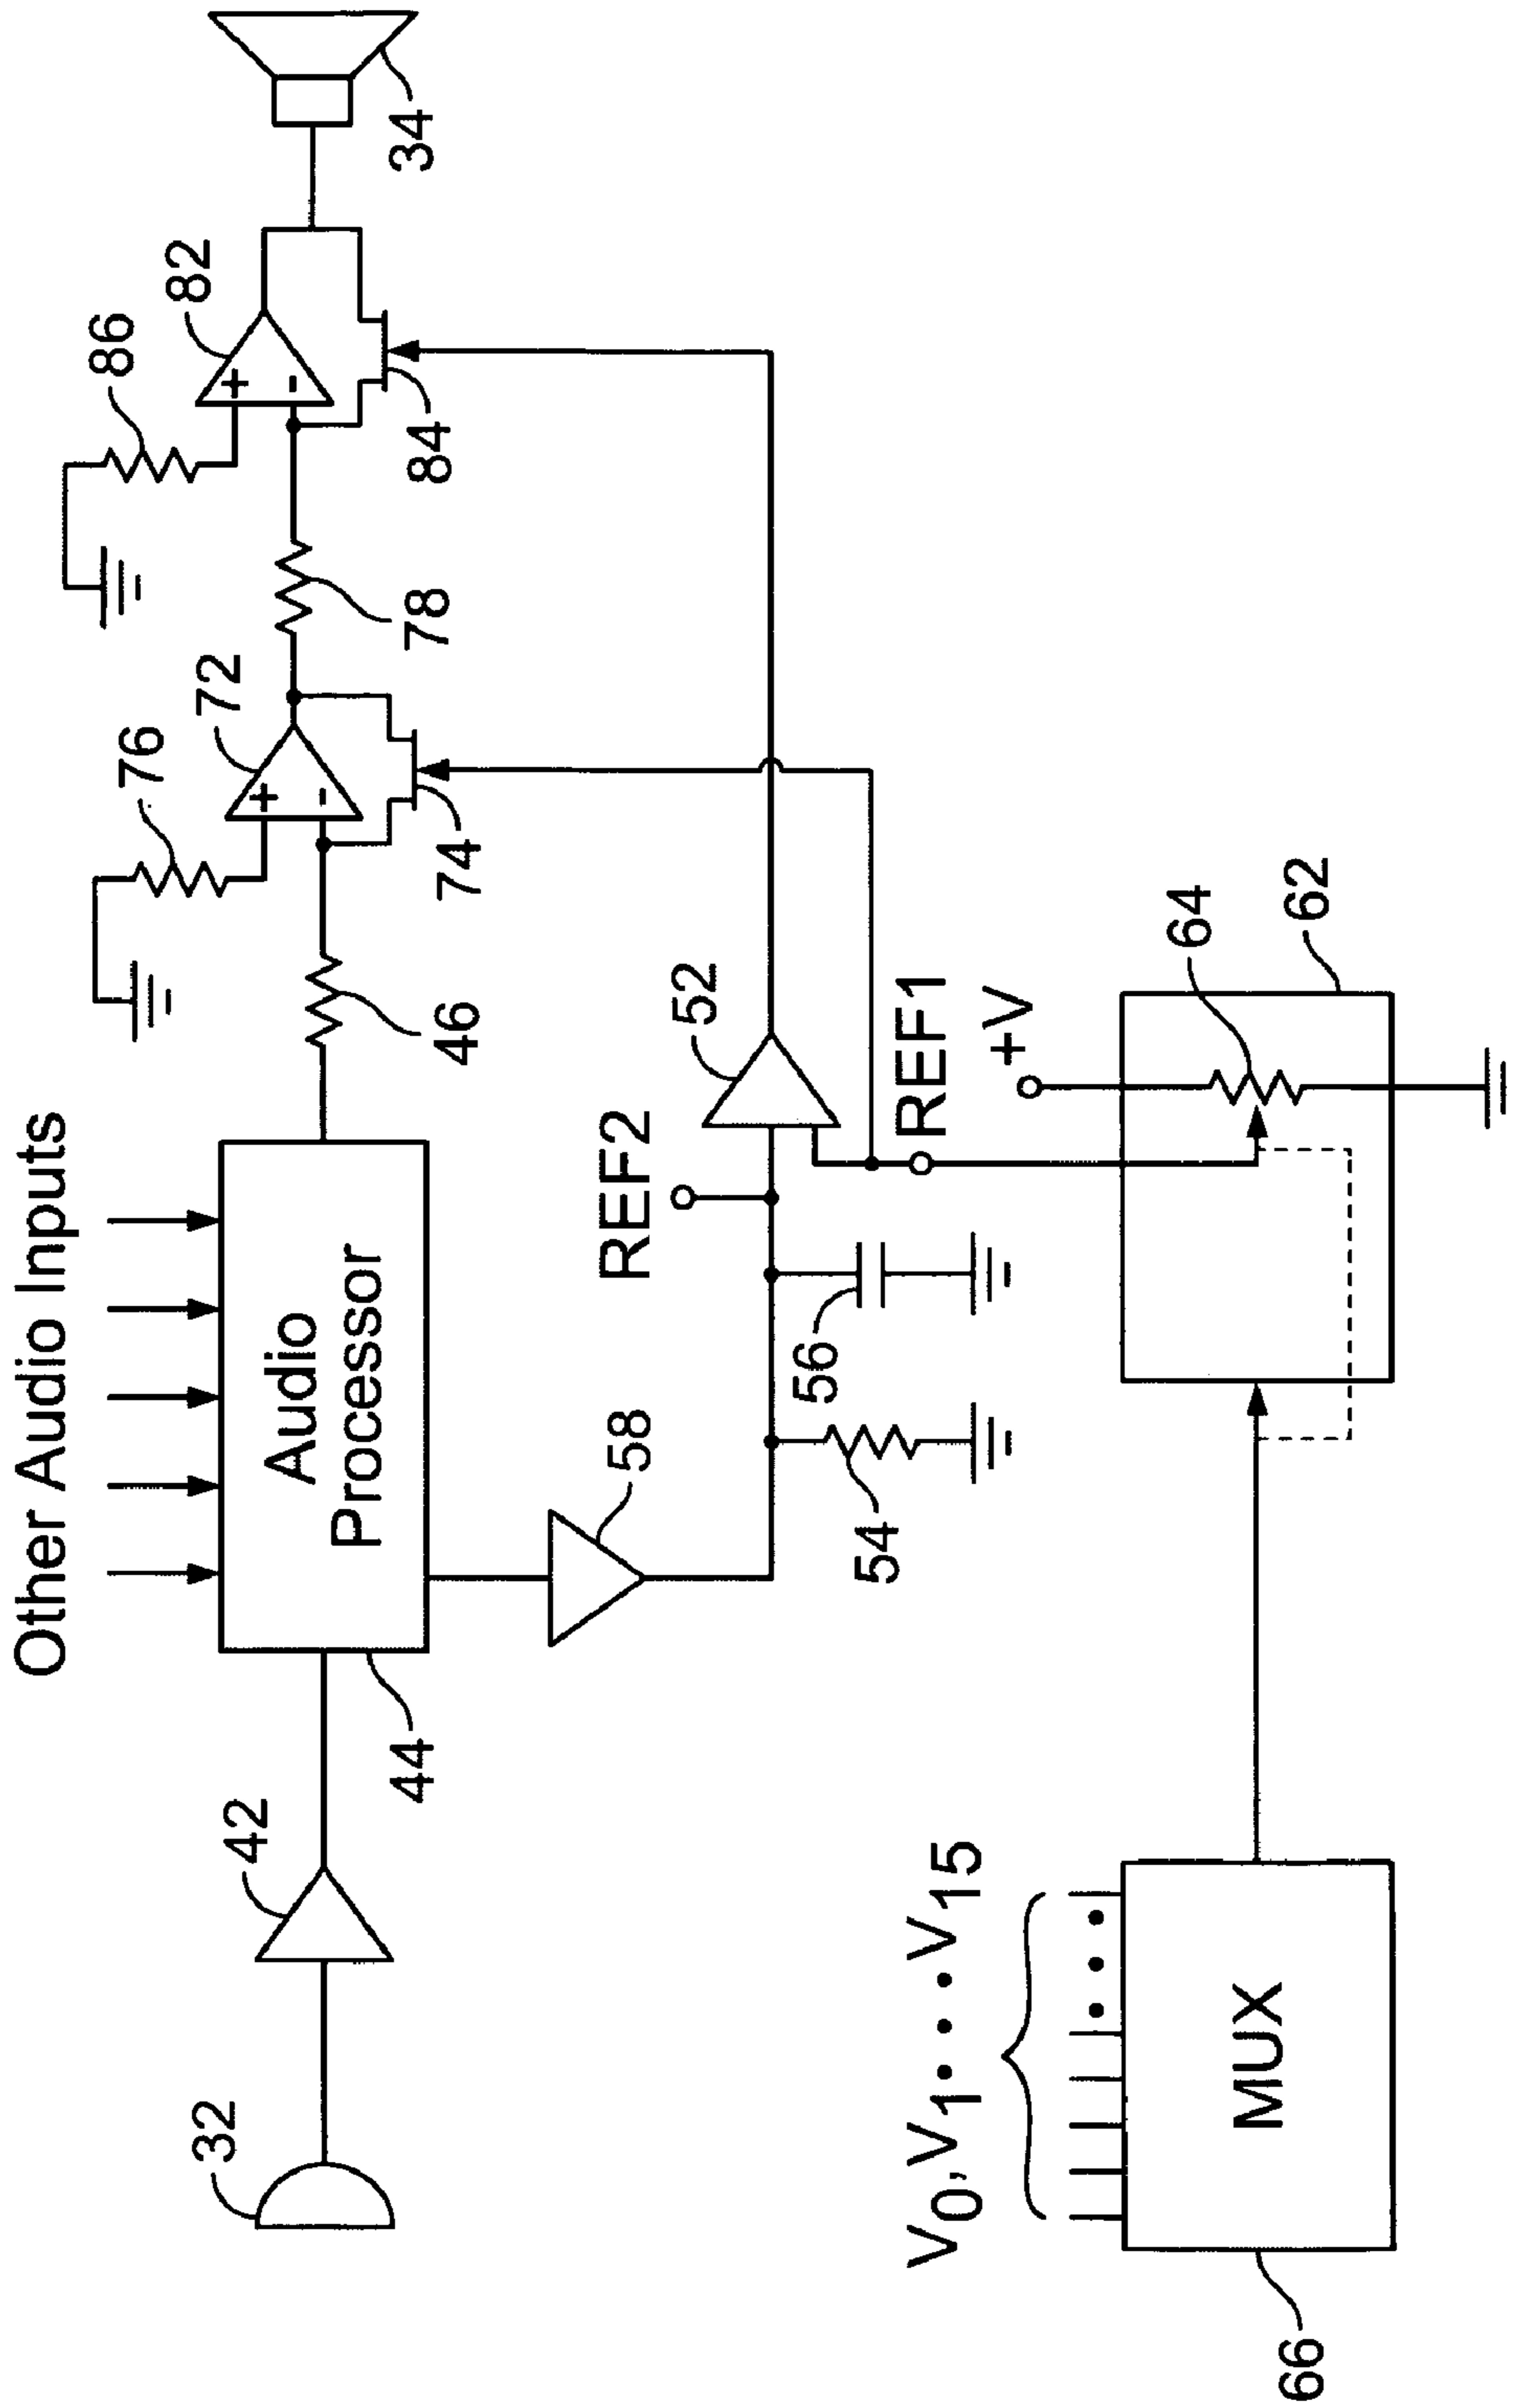 Other Audio Inputs
86
82
76
72
32
42
Audio
Processor
34
44
46
74
78
84
58
REF2
52
54
56
REF1
V0,V1...V15
+V
64
MUX
62
66